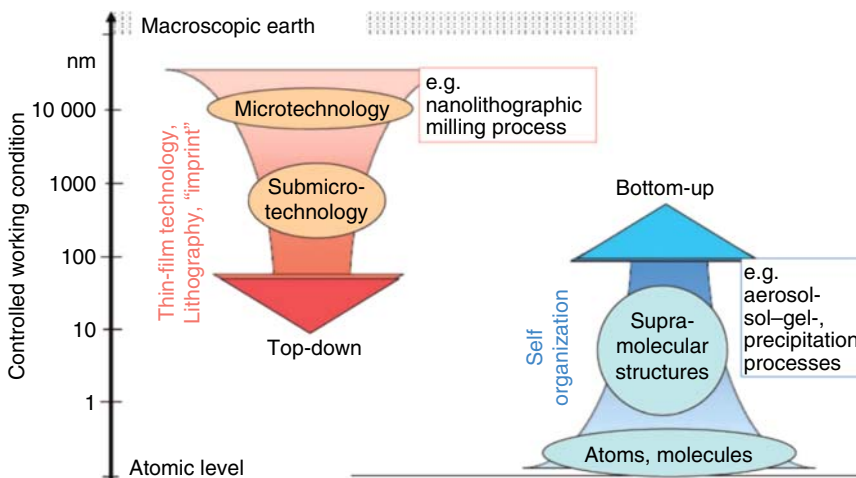 Macroscopic earth
nm
10 000
1000
100
10
1
Controlled working condition
Atomic level
Thin-film technology,
Lithography, “imprint”
Microtechnology
Submicro-
technology
Top-down
e.g.
nanolithographic
milling process
Bottom-up
Self
organization
Supra-
molecular
structures
Atoms, molecules
e.g.
aerosol-
sol–gel-,
precipitation
processes